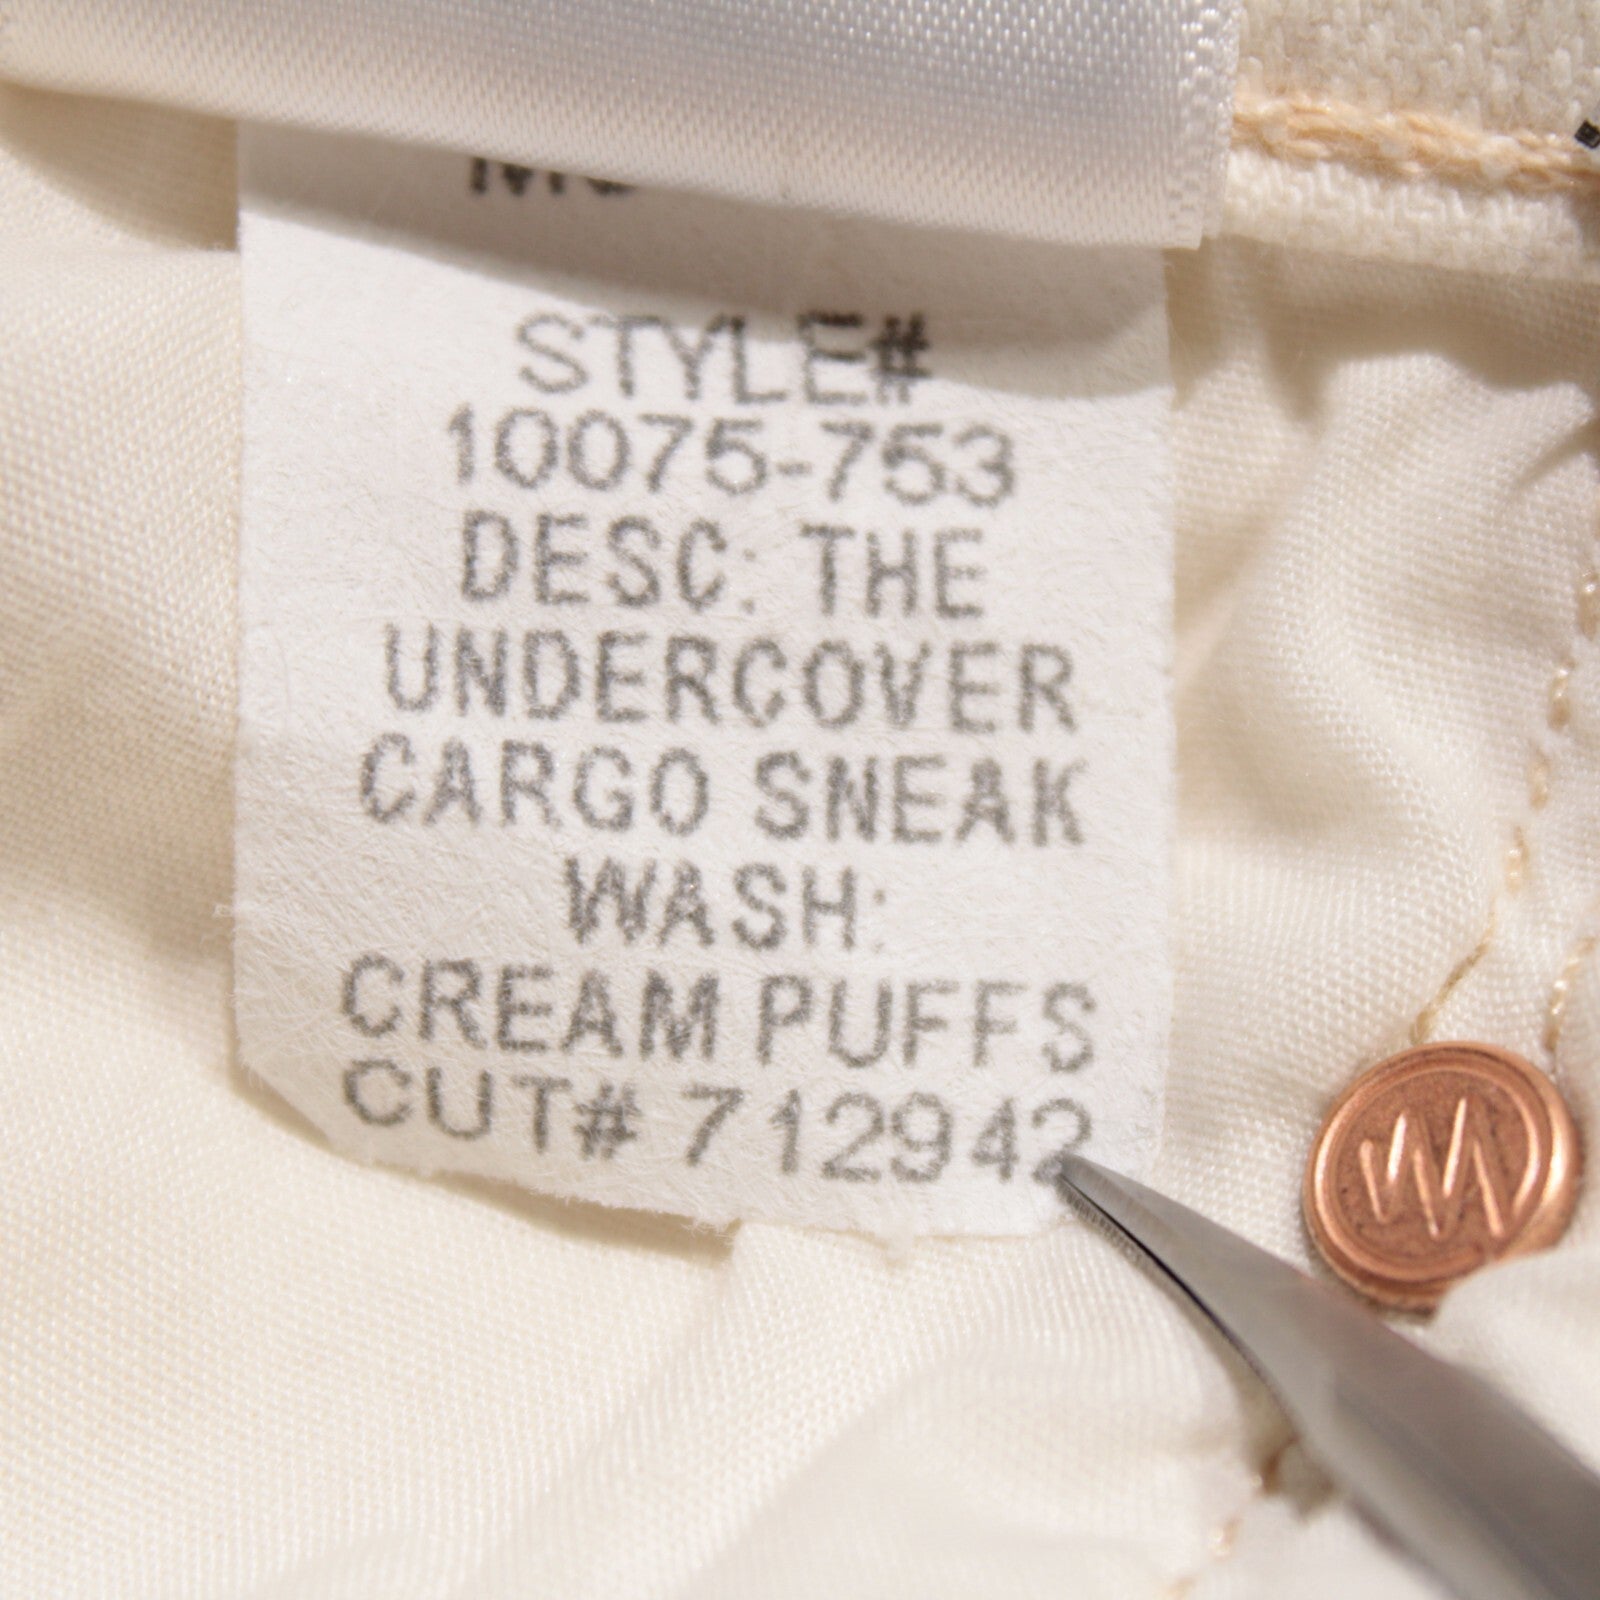 STYLE#
10075-753
DESC: THE
UNDERCOVER
CARGO SNEAK
WASH:
CREAM PUFFS
CUT# 712942